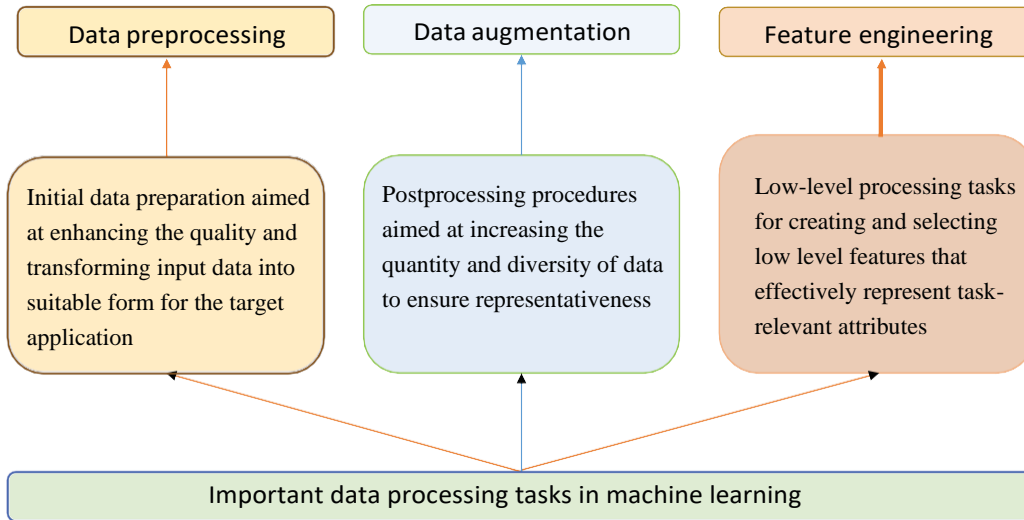 Data preprocessing
Data augmentation
Feature engineering
Initial data preparation aimed
at enhancing the quality and
transforming input data into
suitable form for the target
application
Postprocessing procedures
aimed at increasing the
quantity and diversity of data
to ensure representativeness
Low-level processing tasks
for creating and selecting
low level features that
effectively represent task-
relevant attributes
Important data processing tasks in machine learning